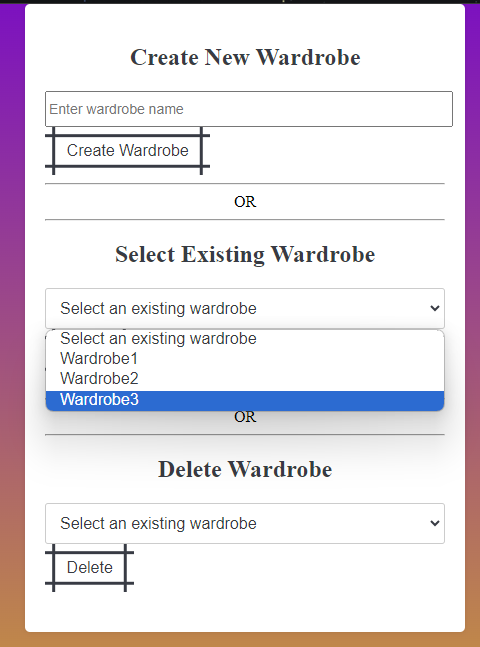 Create New Wardrobe
Enter wardrobe name
Create Wardrobe
OR
Select Existing Wardrobe
Select an existing wardrobe
Select an existing wardrobe
Wardrobe1
Wardrobe2
Wardrobe3
OR
Delete Wardrobe
Select an existing wardrobe
Delete